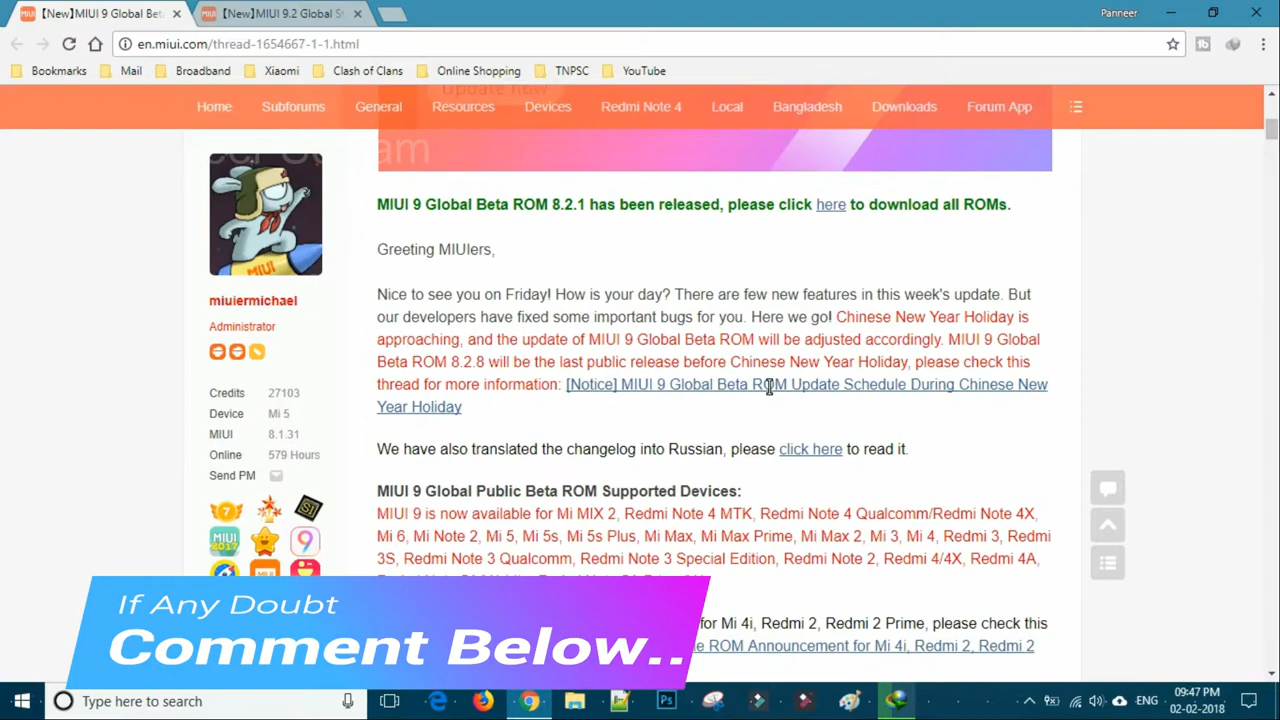 [New]MIUI 9 Global Bet
[New]MIUI 9.2 Global St
Panneer
en.miui.com/thread-1654667-1-1.html
Bookmarks
Mail
Broadband
Xiaomi
Clash of Clans
Online Shopping
TNPSC
YouTube
Update now
Home
Subforums
General
Resources
Devices
Redmi Note 4
Local
Bangladesh
Downloads
Forum App
MIUI 9 Global Beta ROM 8.2.1 has been released, please click here to download all ROMs.
Greeting MIUIers,
Nice to see you on Friday! How is your day? There are few new features in this week's update. But
our developers have fixed some important bugs for you. Here we go! Chinese New Year Holiday is
approaching, and the update of MIUI 9 Global Beta ROM will be adjusted accordingly. MIUI 9 Global
Beta ROM 8.2.8 will be the last public release before Chinese New Year Holiday, please check this
thread for more information: [Notice] MIUI 9 Global Beta ROM Update Schedule During Chinese New
Year Holiday
We have also translated the changelog into Russian, please click here to read it.
MIUI 9 Global Public Beta ROM Supported Devices:
MIUI 9 is now available for Mi MIX 2, Redmi Note 4 MTK, Redmi Note 4 Qualcomm/Redmi Note 4X,
Mi 6, Mi Note 2, Mi 5, Mi 5s, Mi 5s Plus, Mi Max, Mi Max Prime, Mi Max 2, Mi 3, Mi 4, Redmi 3, Redmi
3S, Redmi Note 3 Qualcomm, Redmi Note 3 Special Edition, Redmi Note 2, Redmi 4/4X, Redmi 4A,
for Mi 4i, Redmi 2, Redmi 2 Prime, please check this
ROM Announcement for Mi 4i, Redmi 2, Redmi 2
MIUI
miuiermichael
Administrator
Credits 27103
Device Mi 5
MIUI 8.1.31
Online 579 Hours
Send PM
7
MIUI
2017
9
If Any Doubt
Comment Below..
Type here to search
ENG
09:47 PM
02-02-2018